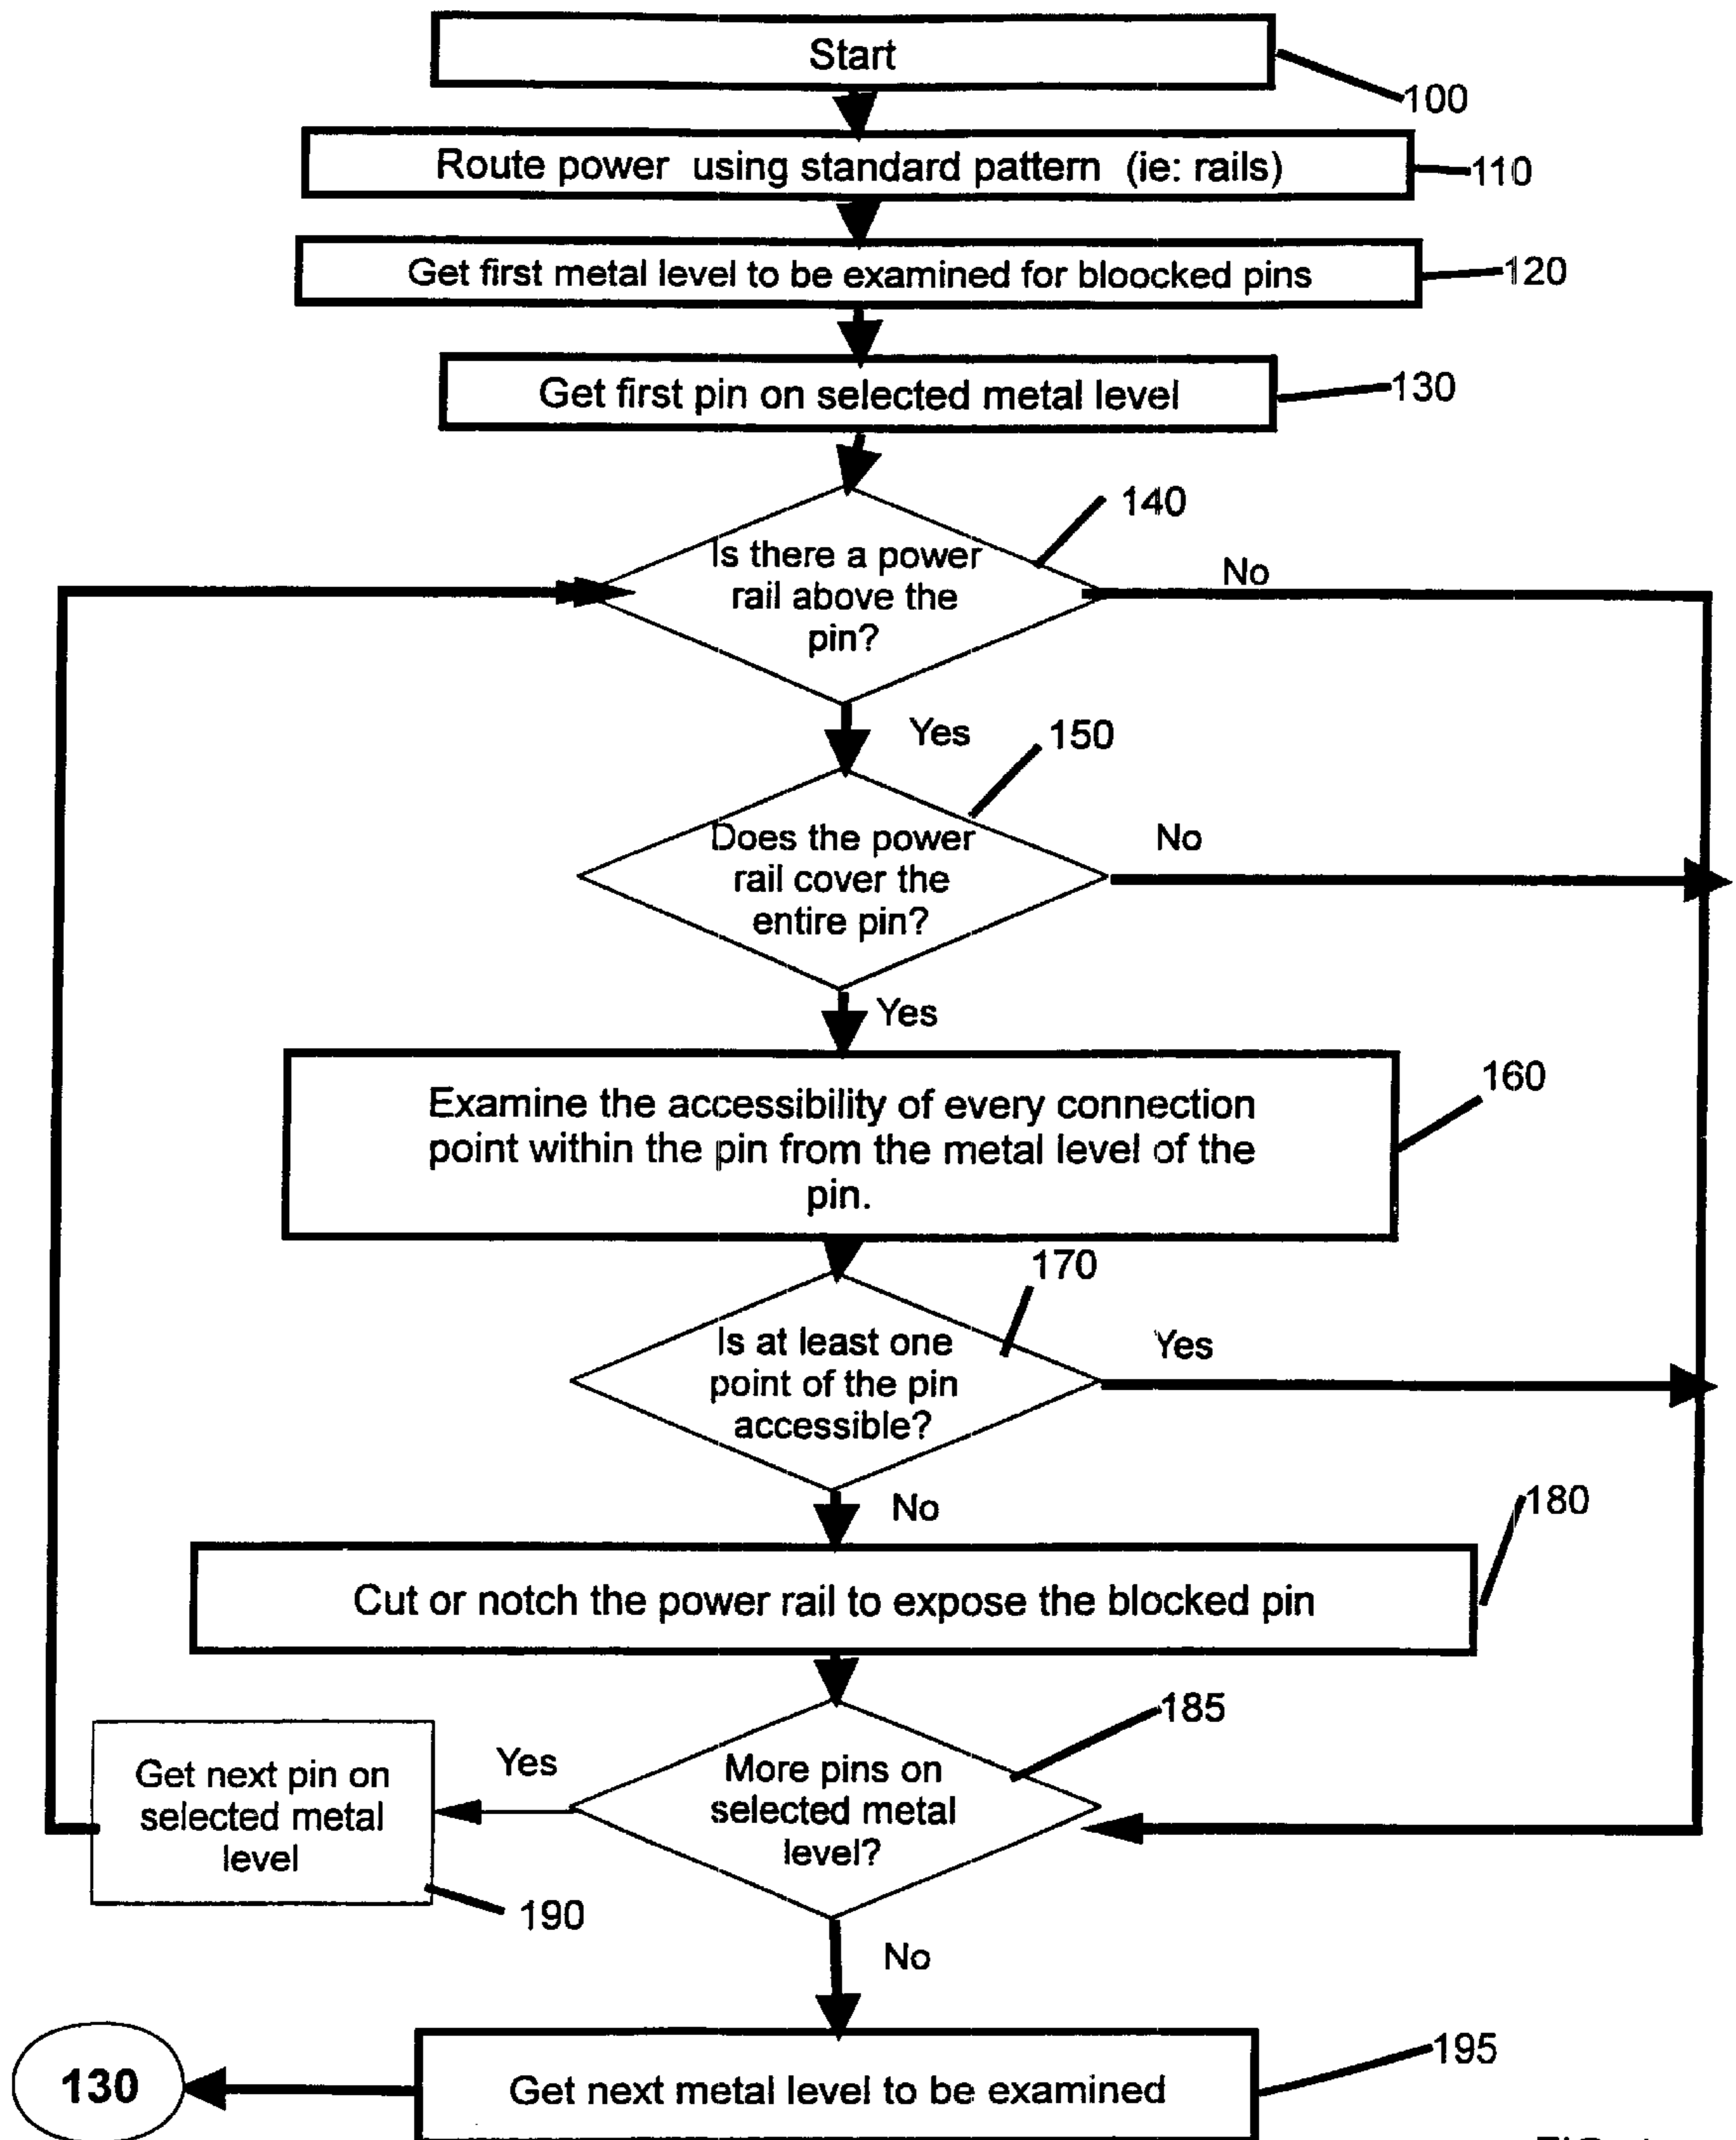 Start
100
Route power using standard pattern (ie: rails)
110
Get first metal level to be examined for bloocked pins
120
Get first pin on selected metal level
130
140
Is there a power
rail above the
pin?
No
Yes
150
Does the power
rail cover the
entire pin?
No
Yes
160
Examine the accessibility of every connection
point within the pin from the metal level of the
pin.
170
Is at least one
point of the pin
accessible?
Yes
No
180
Cut or notch the power rail to expose the blocked pin
185
More pins on
selected metal
level?
Yes
Get next pin on
selected metal
level
190
No
195
Get next metal level to be examined
130